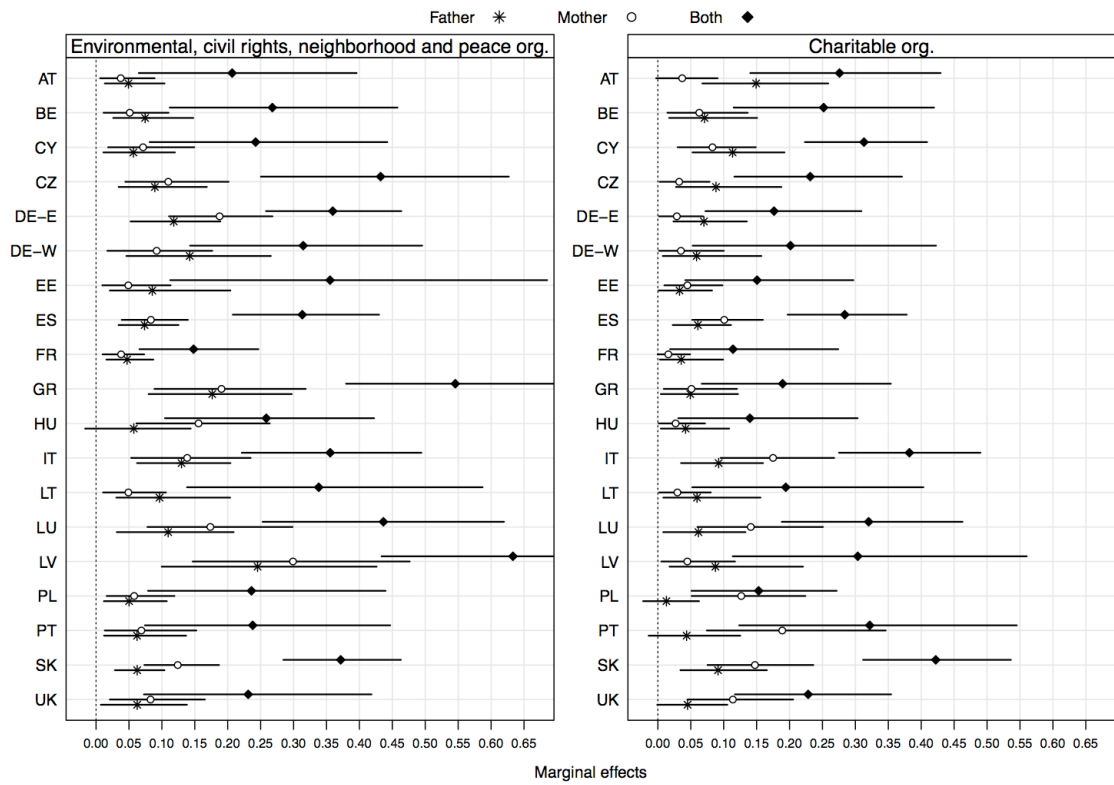 Father Mother Both
Environmental, civil rights, neighborhood and peace org. Charitable org.
AT AT
BE BE
CY CY
CZ CZ
DE−E DE−E
DE−W DE−W
EE EE
ES ES
FR FR
GR GR
HU HU
IT IT
LT LT
LU LU
LV LV
PL PL
PT PT
SK SK
UK UK
0.00 0.05 0.10 0.15 0.20 0.25 0.30 0.35 0.40 0.45 0.50 0.55 0.60 0.65 0.00 0.05 0.10 0.15 0.20 0.25 0.30 0.35 0.40 0.45 0.50 0.55 0.60 0.65
Marginal effects